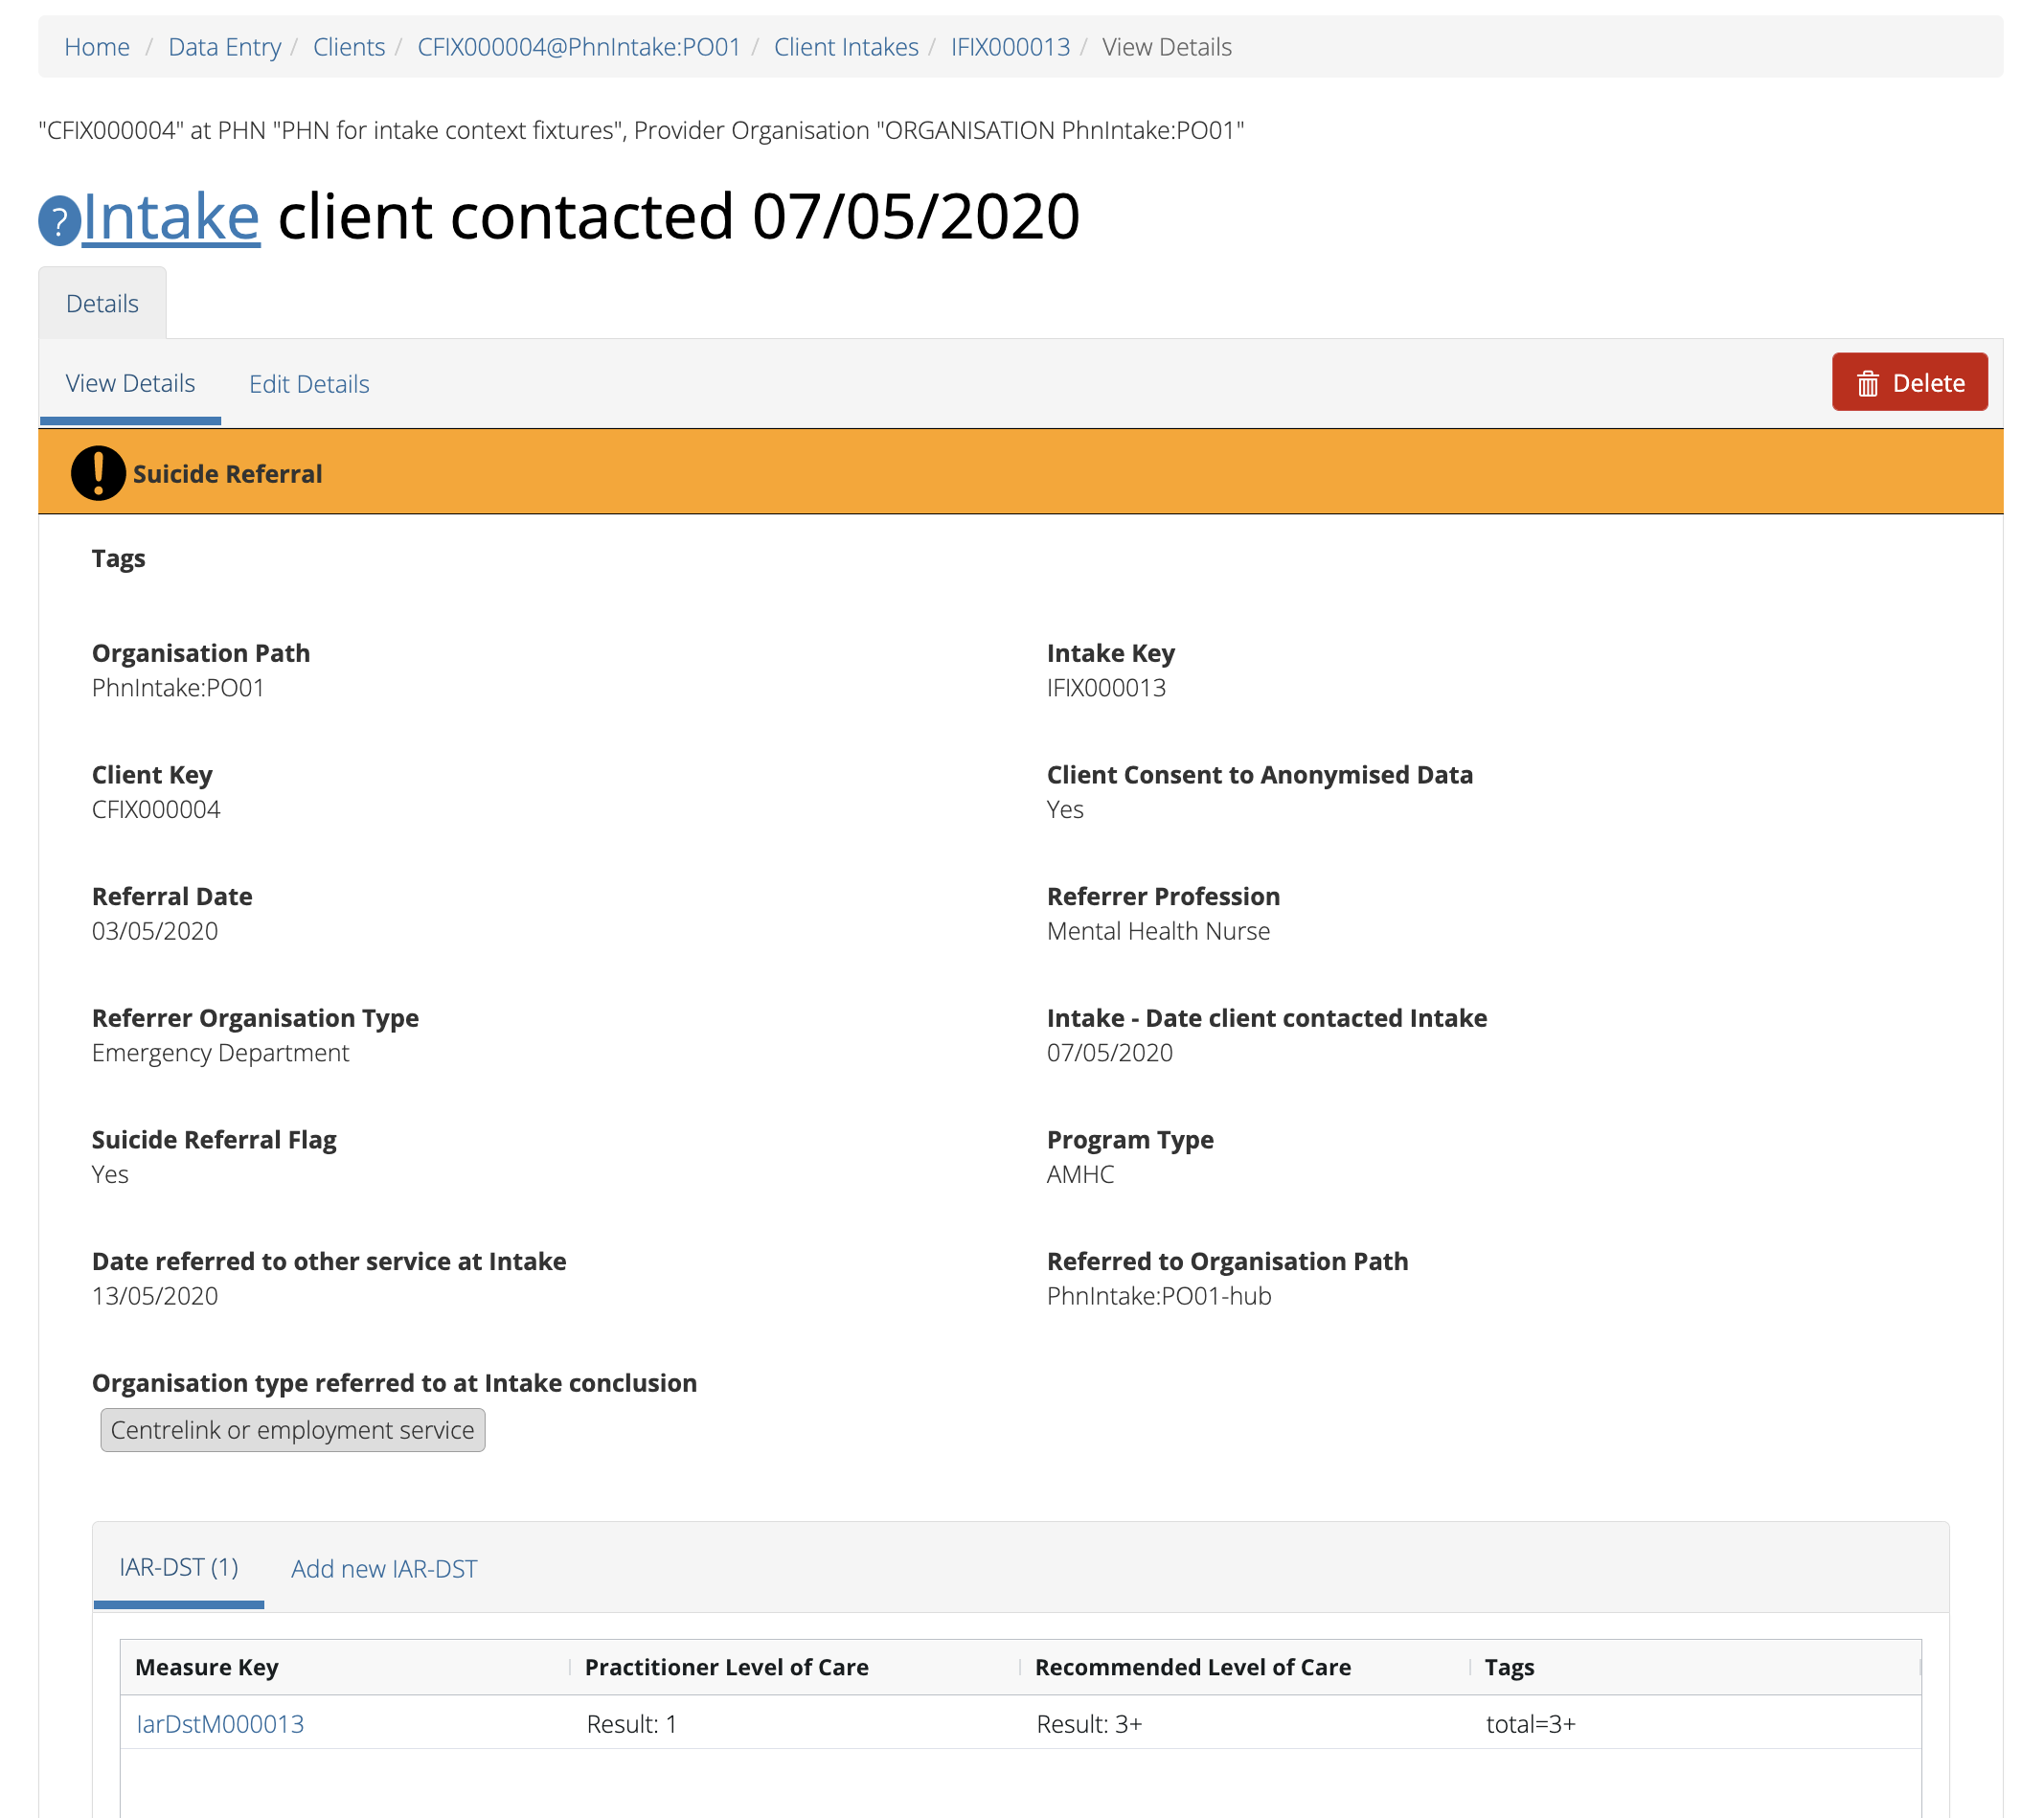 Home / Data Entry / Clients / CFIX000004@PhnIntake:PO01 / Client Intakes / IFIX000013 / View Details
"CFIX000004" at PHN "PHN for intake context fixtures", Provider Organisation "ORGANISATION PhnIntake:PO01"
?Intake client contacted 07/05/2020
Details
View Details Edit Details Delete
! Suicide Referral
Tags
Organisation Path Intake Key
PhnIntake:PO01 IFIX000013
Client Key Client Consent to Anonymised Data
CFIX000004 Yes
Referral Date Referrer Profession
03/05/2020 Mental Health Nurse
Referrer Organisation Type Intake - Date client contacted Intake
Emergency Department 07/05/2020
Suicide Referral Flag Program Type
Yes AMHC
Date referred to other service at Intake Referred to Organisation Path
13/05/2020 PhnIntake:PO01-hub
Organisation type referred to at Intake conclusion
Centrelink or employment service
IAR-DST (1) Add new IAR-DST
Measure Key Practitioner Level of Care Recommended Level of Care Tags
IarDstM000013 Result: 1 Result: 3+ total=3+